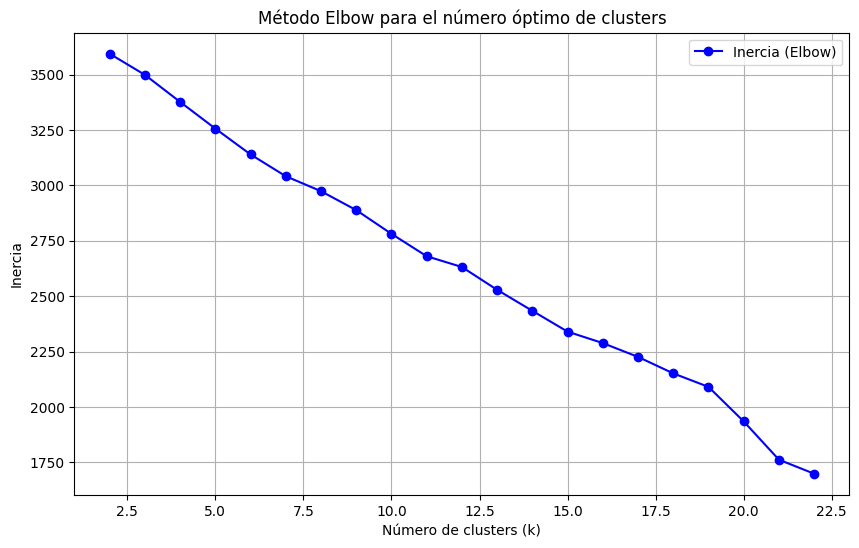 Método Elbow para el número óptimo de clusters
Inercia (Elbow)
3500
3250
3000
2750
2500
2250
2000
1750
Inercia
2.5 5.0 7.5 10.0 12.5 15.0 17.5 20.0 22.5
Número de clusters (k)